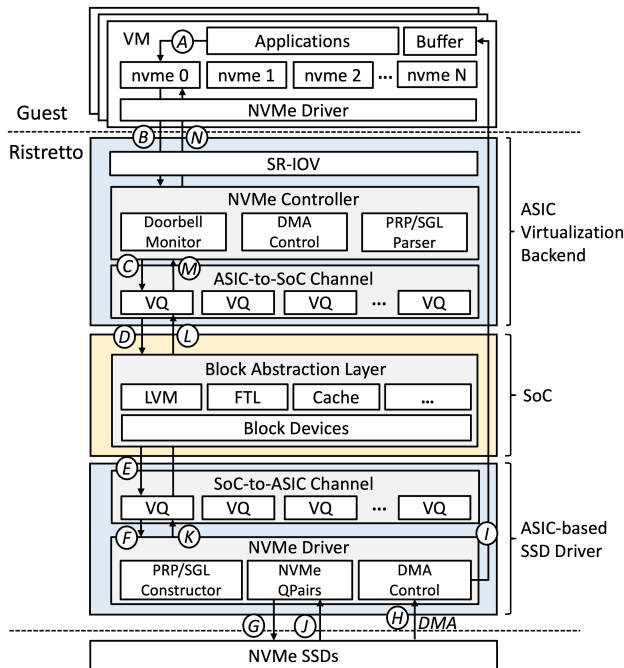 VM
A
Applications
Buffer
nvme 0
nvme 1
nvme 2
...
nvme N
NVMe Driver
Guest
B
N
Ristretto
SR-IOV
NVMe Controller
Doorbell
Monitor
DMA
Control
PRP/SGL
Parser
ASIC
Virtualization
Backend
C
M
ASIC-to-SoC Channel
VQ
VQ
VQ
...
VQ
D
L
Block Abstraction Layer
LVM
FTL
Cache
...
Block Devices
SoC
E
SoC-to-ASIC Channel
VQ
VQ
VQ
...
VQ
F
K
I
NVMe Driver
PRP/SGL
Constructor
NVMe
QPairs
DMA
Control
ASIC-based
SSD Driver
G
J
H
DMA
NVMe SSDs